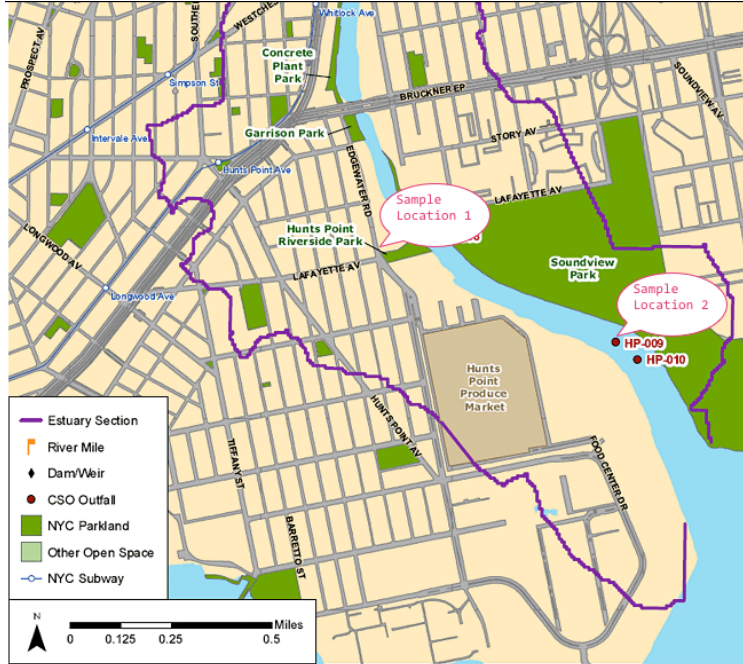 PROSPECT AV
SOUTHE
WESTCHES
Whitlock Ave
Concrete
Plant
Park
Simpson St
BRUCKNER EP
SOUNDVIEW AV
Intervale Ave
Garrison Park
STORY AV
Hunts Point Ave
EDGEWATER RD
LAFAYETTE AV
Sample
Location 1
Hunts Point
Riverside Park
LONGWOOD AV
LAFAYETTE AV
Soundview
Park
Longwood Ave
Sample
Location 2
HP-009
HP-010
Hunts
Point
Produce
Market
HUNTS POINT AV
TIFFANY ST
FOOD CENTER DR
BARRETTO ST
Estuary Section
River Mile
Dam/Weir
CSO Outfall
NYC Parkland
Other Open Space
NYC Subway
N
Miles
0 0.125 0.25 0.5